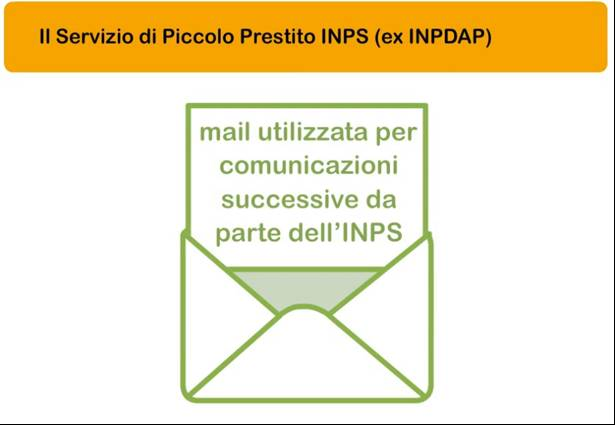 Il Servizio di Piccolo Prestito INPS (ex INPDAP)
mail utilizzata per
comunicazioni
successive da
parte dell'INPS